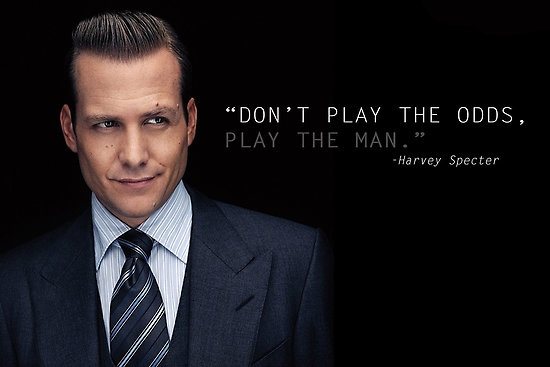 “DON’T PLAY THE ODDS,
PLAY THE MAN.”
-Harvey Specter